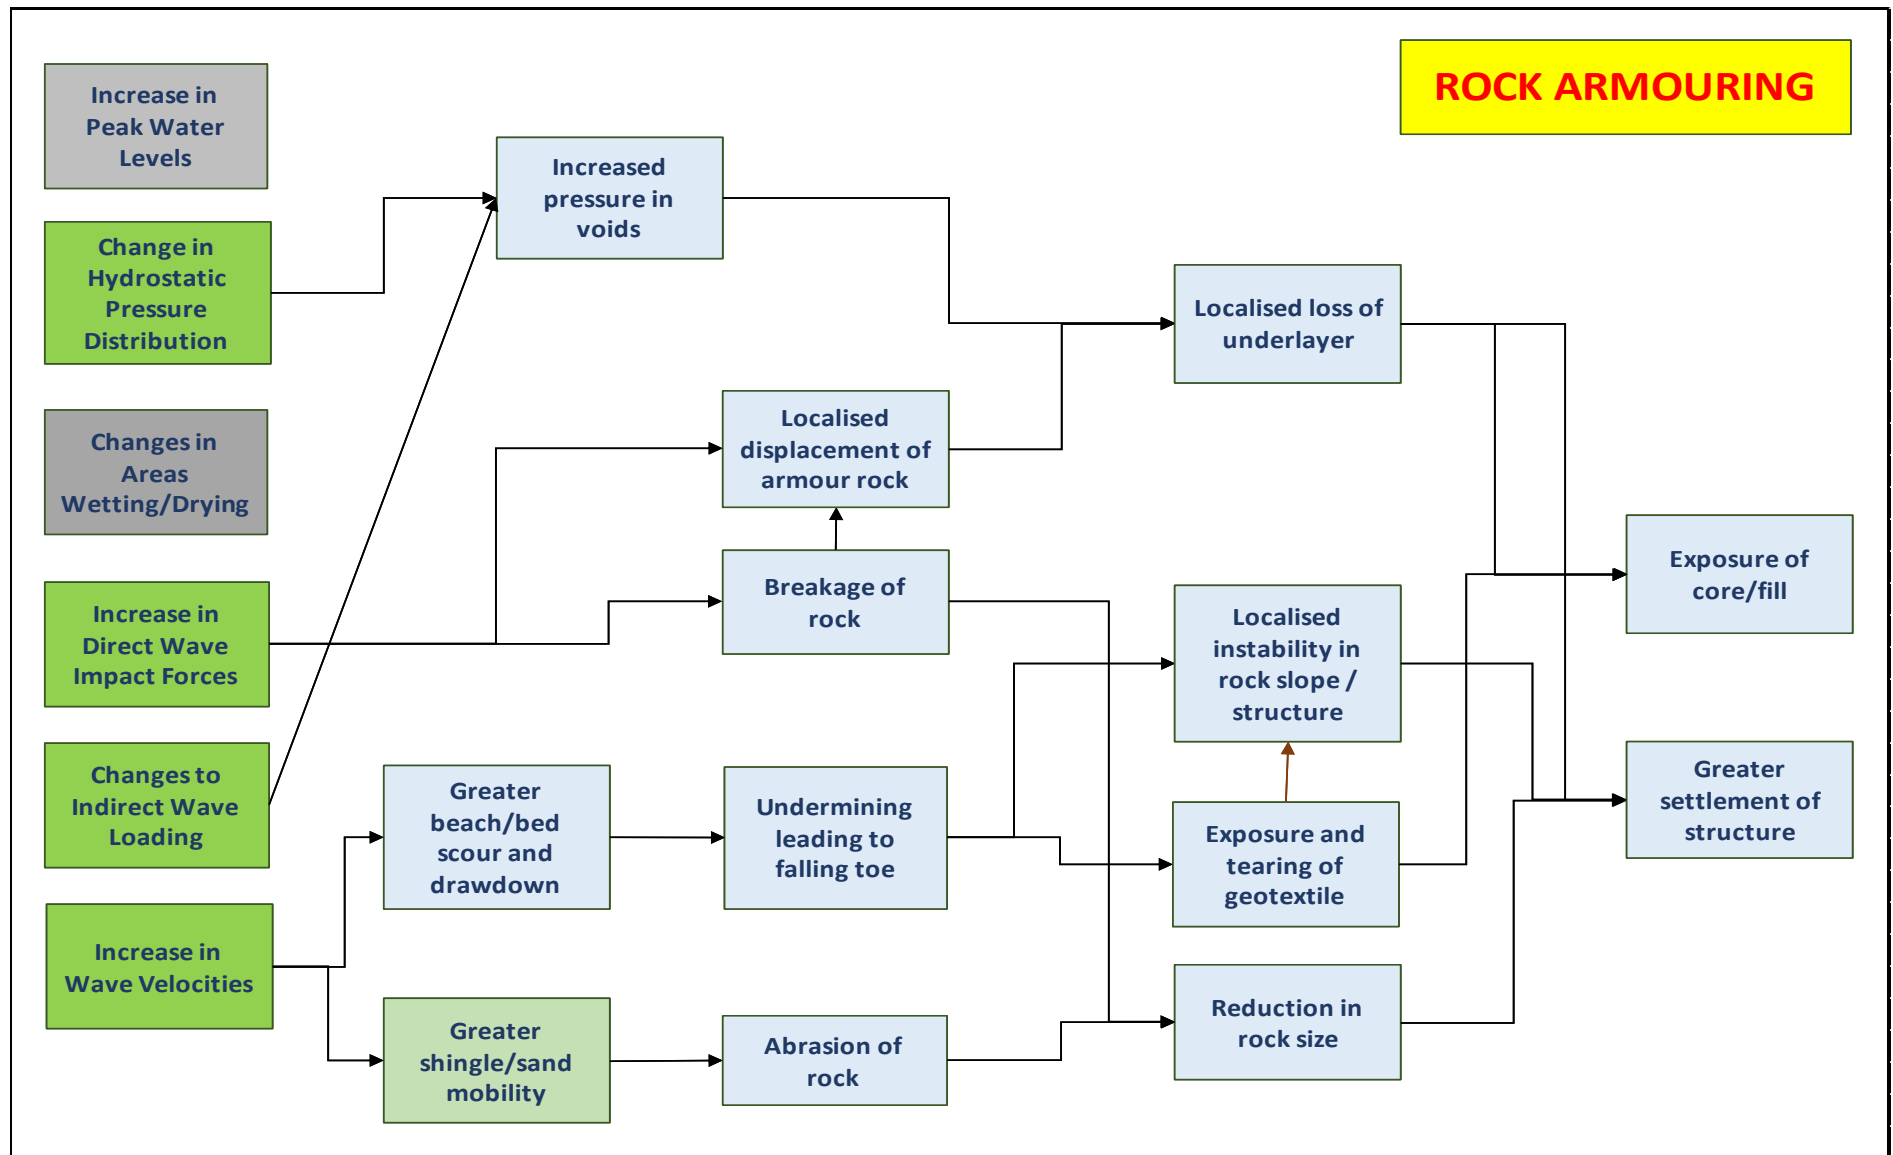 ROCK ARMOURING
Increase in
Peak Water
Levels
Change in
Hydrostatic
Pressure
Distribution
Changes in
Areas
Wetting/Drying
Increase in
Direct Wave
Impact Forces
Changes to
Indirect Wave
Loading
Increase in
Wave Velocities
Increased
pressure in
voids
Greater
beach/bed
scour and
drawdown
Greater
shingle/sand
mobility
Localised
displacement of
armour rock
Breakage of
rock
Undermining
leading to
falling toe
Abrasion of
rock
Localised loss of
underlayer
Localised
instability in
rock slope /
structure
Exposure and
tearing of
geotextile
Reduction in
rock size
Exposure of
core/fill
Greater
settlement of
structure